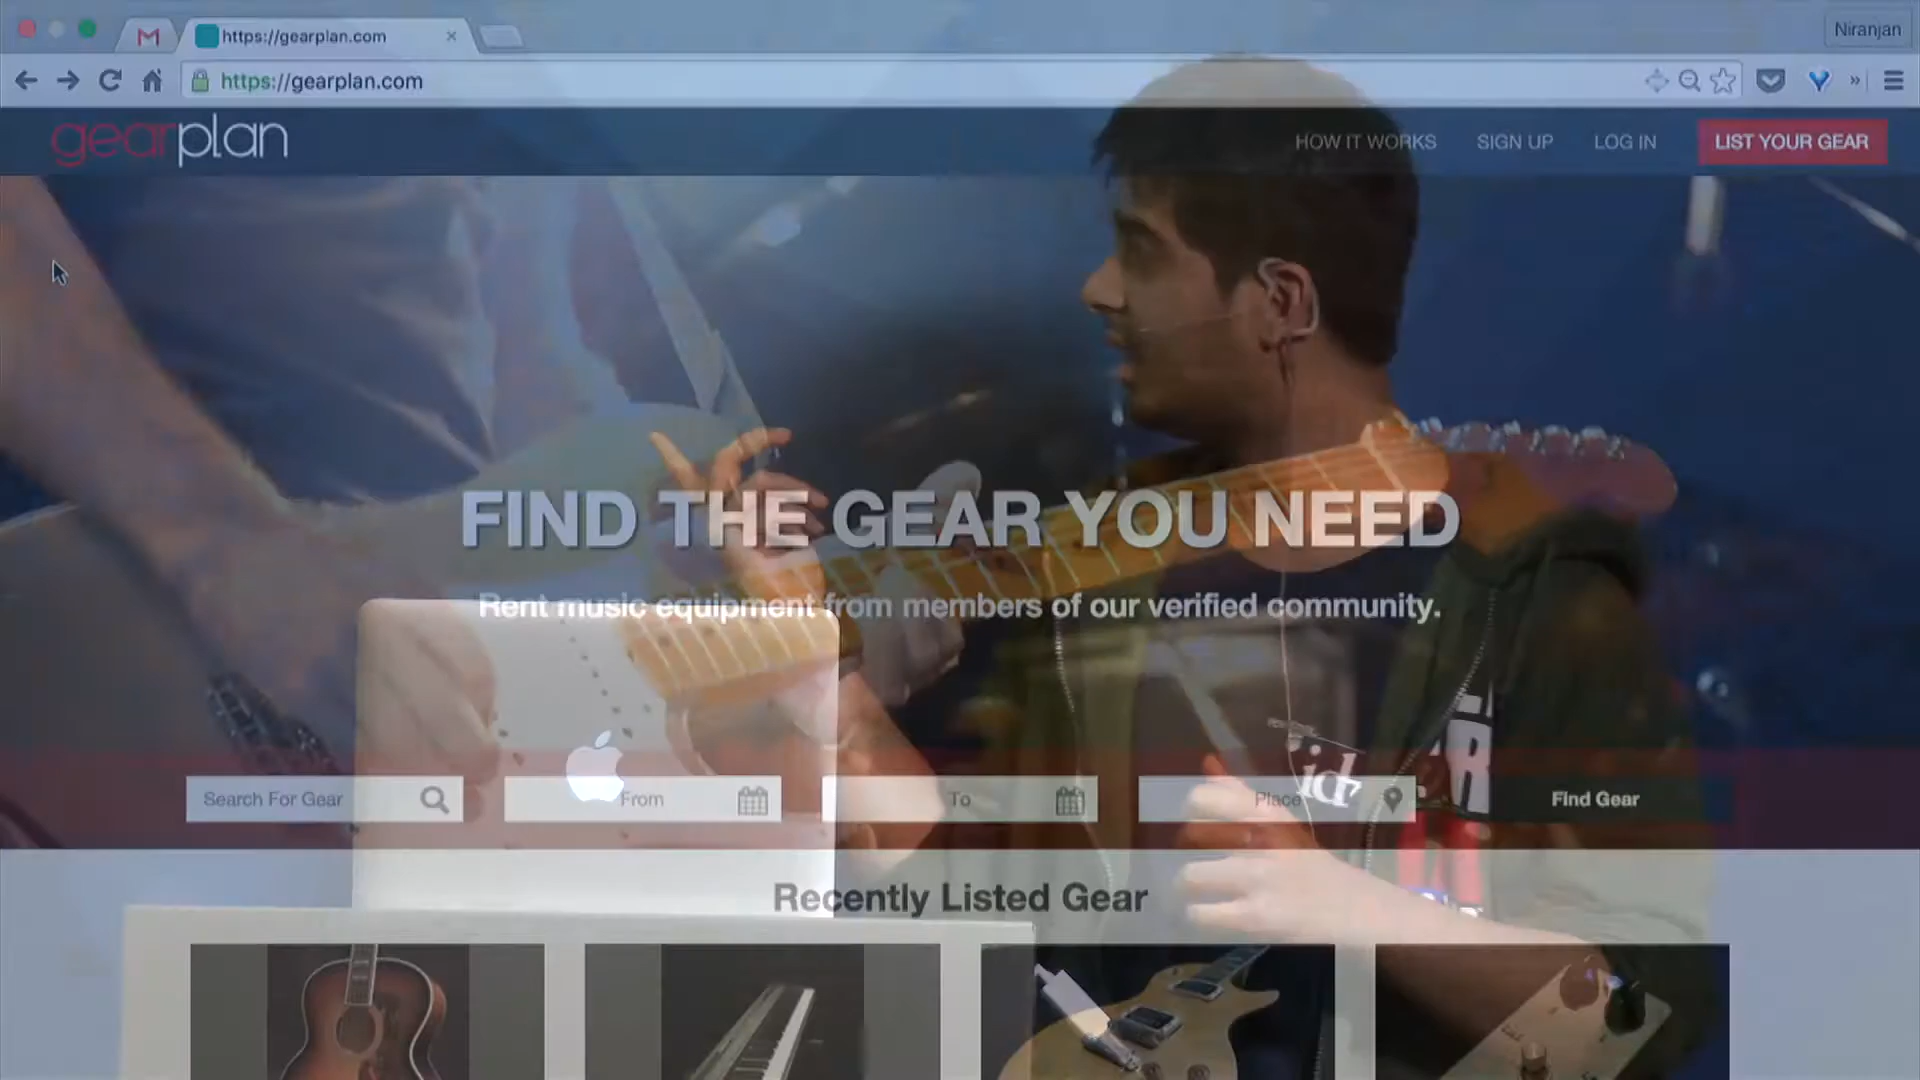 https://gearplan.com
Niranjan
https://gearplan.com
gearplan
HOW IT WORKS
SIGN UP
LOG IN
LIST YOUR GEAR
FIND THE GEAR YOU NEED
Rent music equipment from members of our verified community.
Search For Gear
From
To
Place
Find Gear
idz
Recently Listed Gear